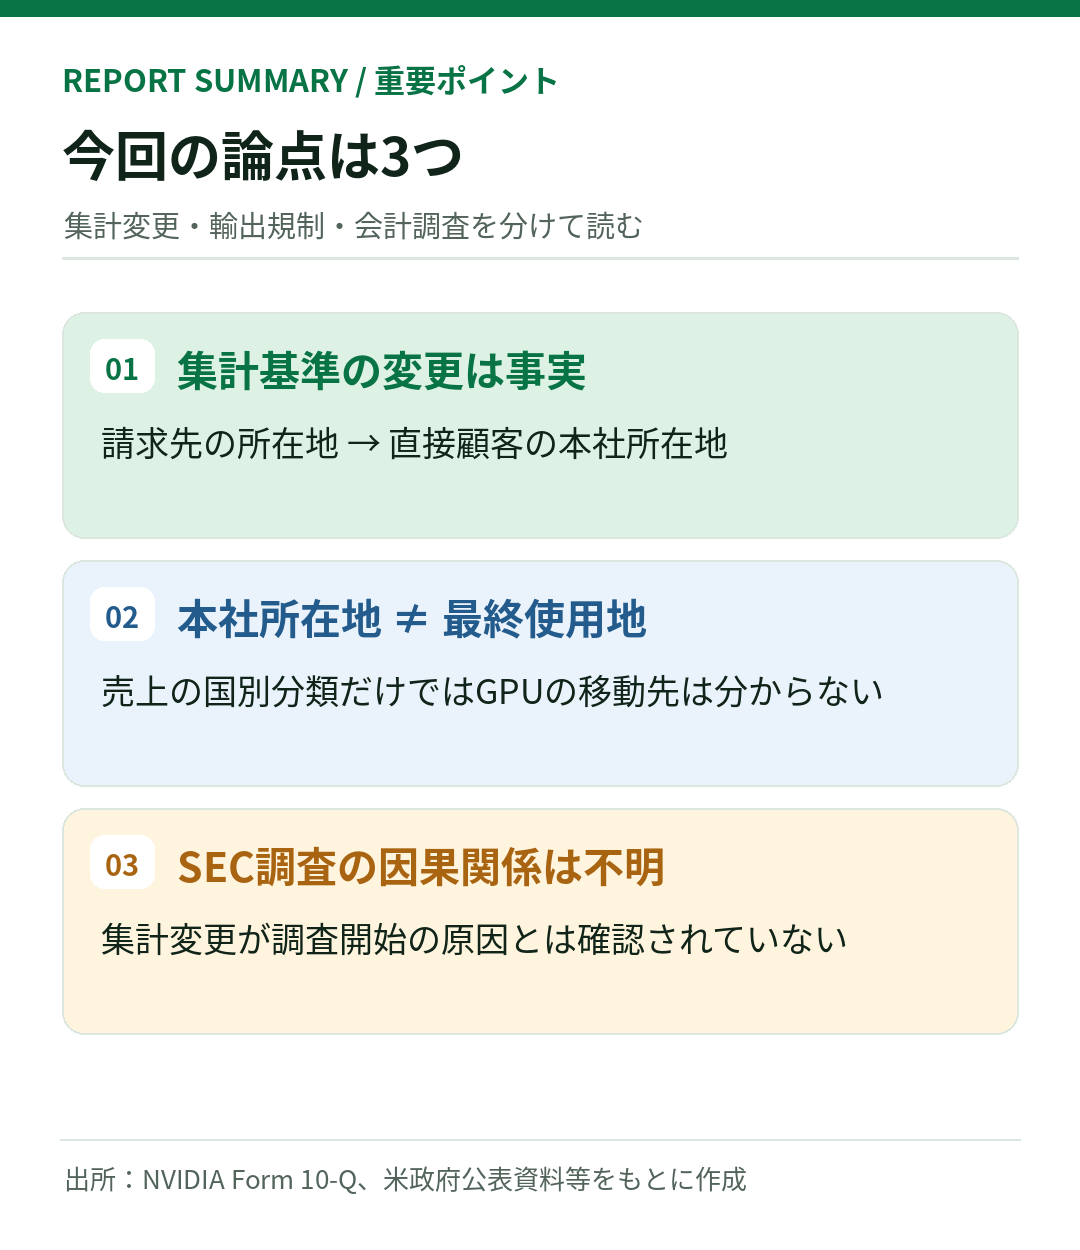 REPORT SUMMARY / 重要ポイント
今回の論点は3つ
集計変更・輸出規制・会計調査を分けて読む
01 集計基準の変更は事実
請求先の所在地 → 直接顧客の本社所在地
02 本社所在地 ≠ 最終使用地
売上の国別分類だけではGPUの移動先は分からない
03 SEC調査の因果関係は不明
集計変更が調査開始の原因とは確認されていない
出所：NVIDIA Form 10-Q、米政府公表資料等をもとに作成